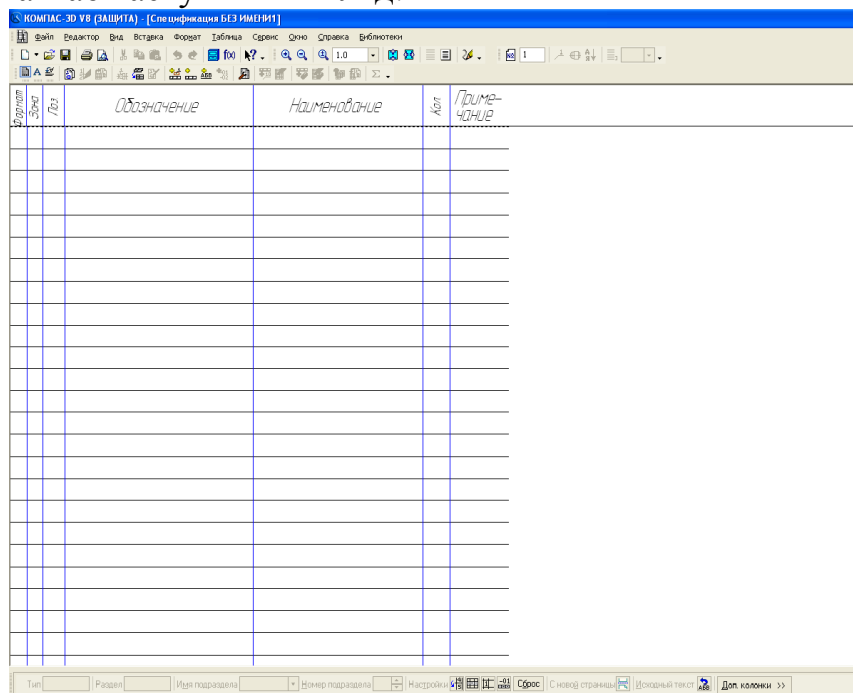 КОМПАС-3D V8 (ЗАЩИТА) - [Спецификация БЕЗ ИМЕНИ1]
Файл Редактор Вид Вставка Формат Таблица Сервис Окно Справка Библиотеки
1.0 1
Формат Зона Поз. Обозначение Наименование Кол Приме-
чание
Тип Раздел Имя подраздела Номер подраздела Настройки Сброс С новой страницы Исходный текст Доп. колонки >>